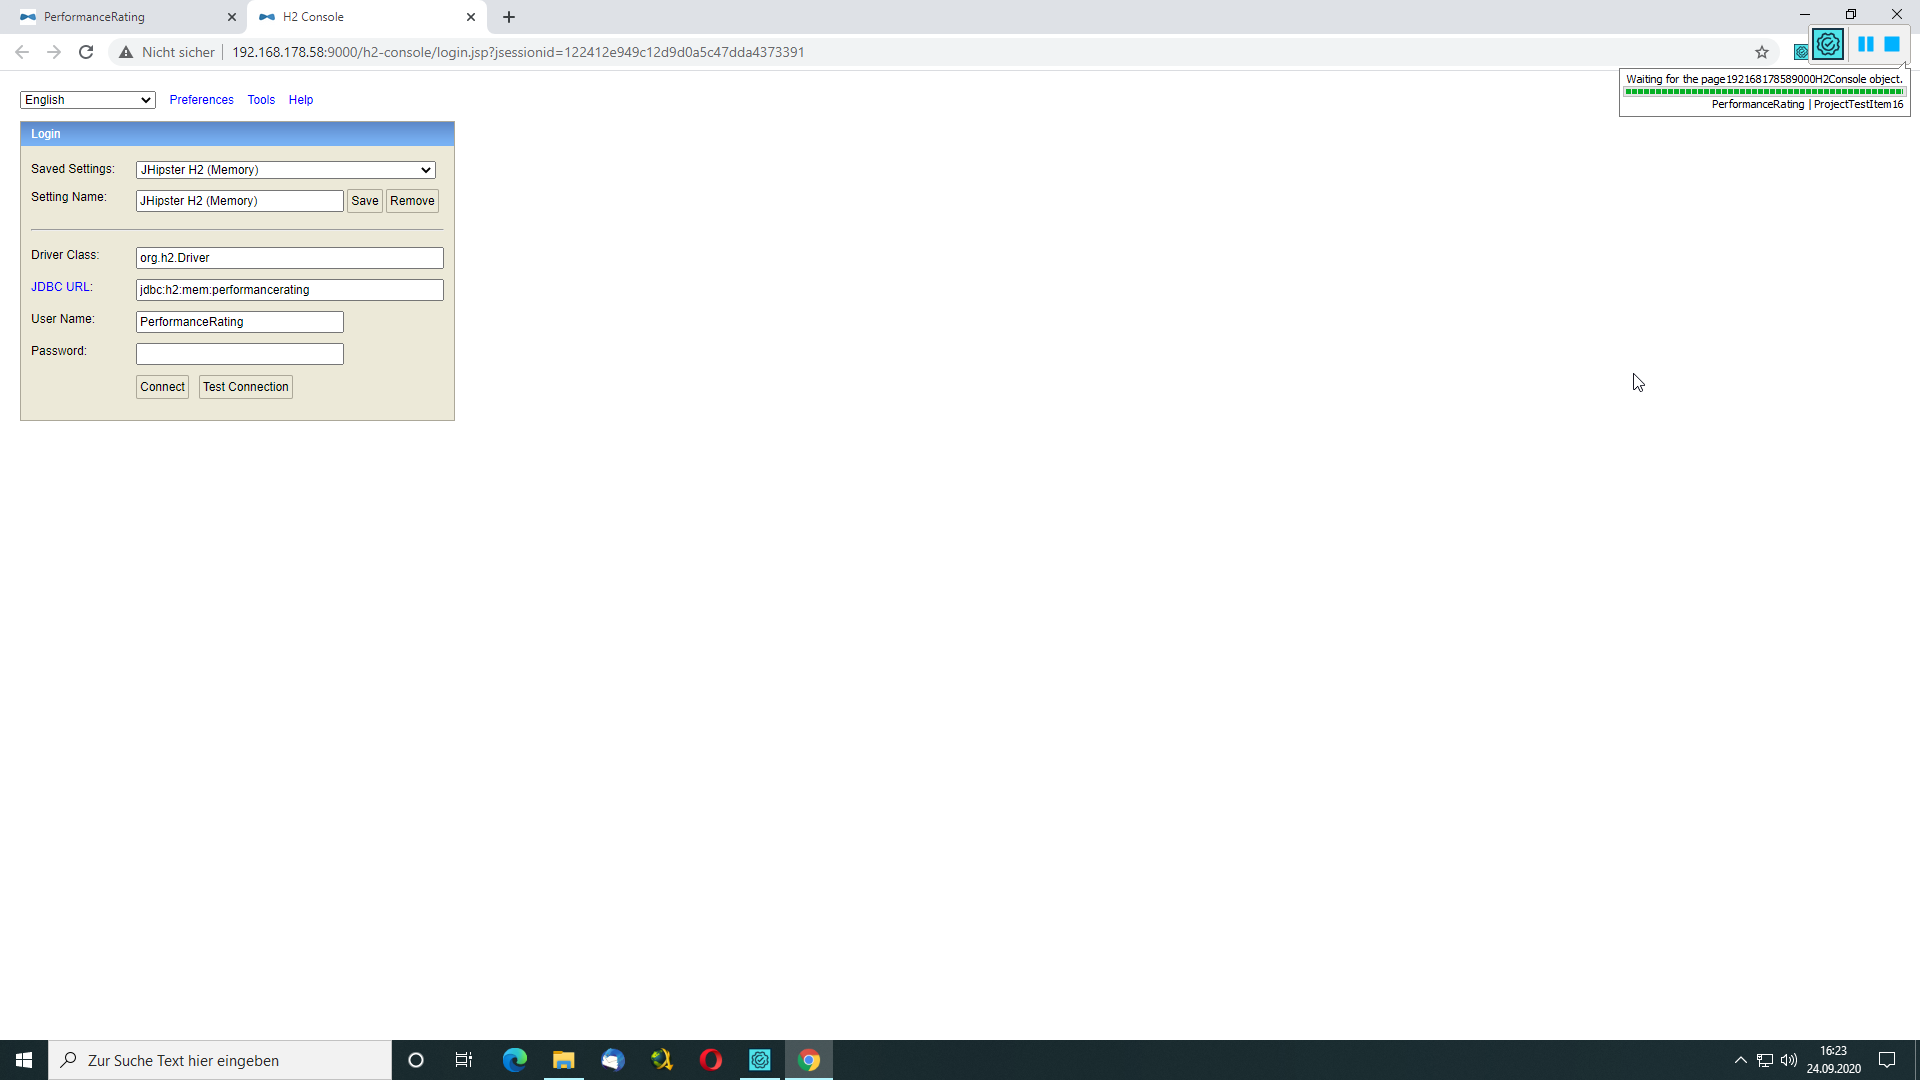 PerformanceRating
H2 Console
Nicht sicher
192.168.178.58:9000/h2-console/login.jsp?jsessionid=122412e949c12d9d0a5c47dda4373391
Waiting for the page192168178589000H2Console object.
PerformanceRating | ProjectTestItem16
English Preferences Tools Help
Login
Saved Settings: JHipster H2 (Memory)
Setting Name: JHipster H2 (Memory) Save Remove
Driver Class: org.h2.Driver
JDBC URL: jdbc:h2:mem:performancerating
User Name: PerformanceRating
Password:
Connect Test Connection
Zur Suche Text hier eingeben
16:23
24.09.2020